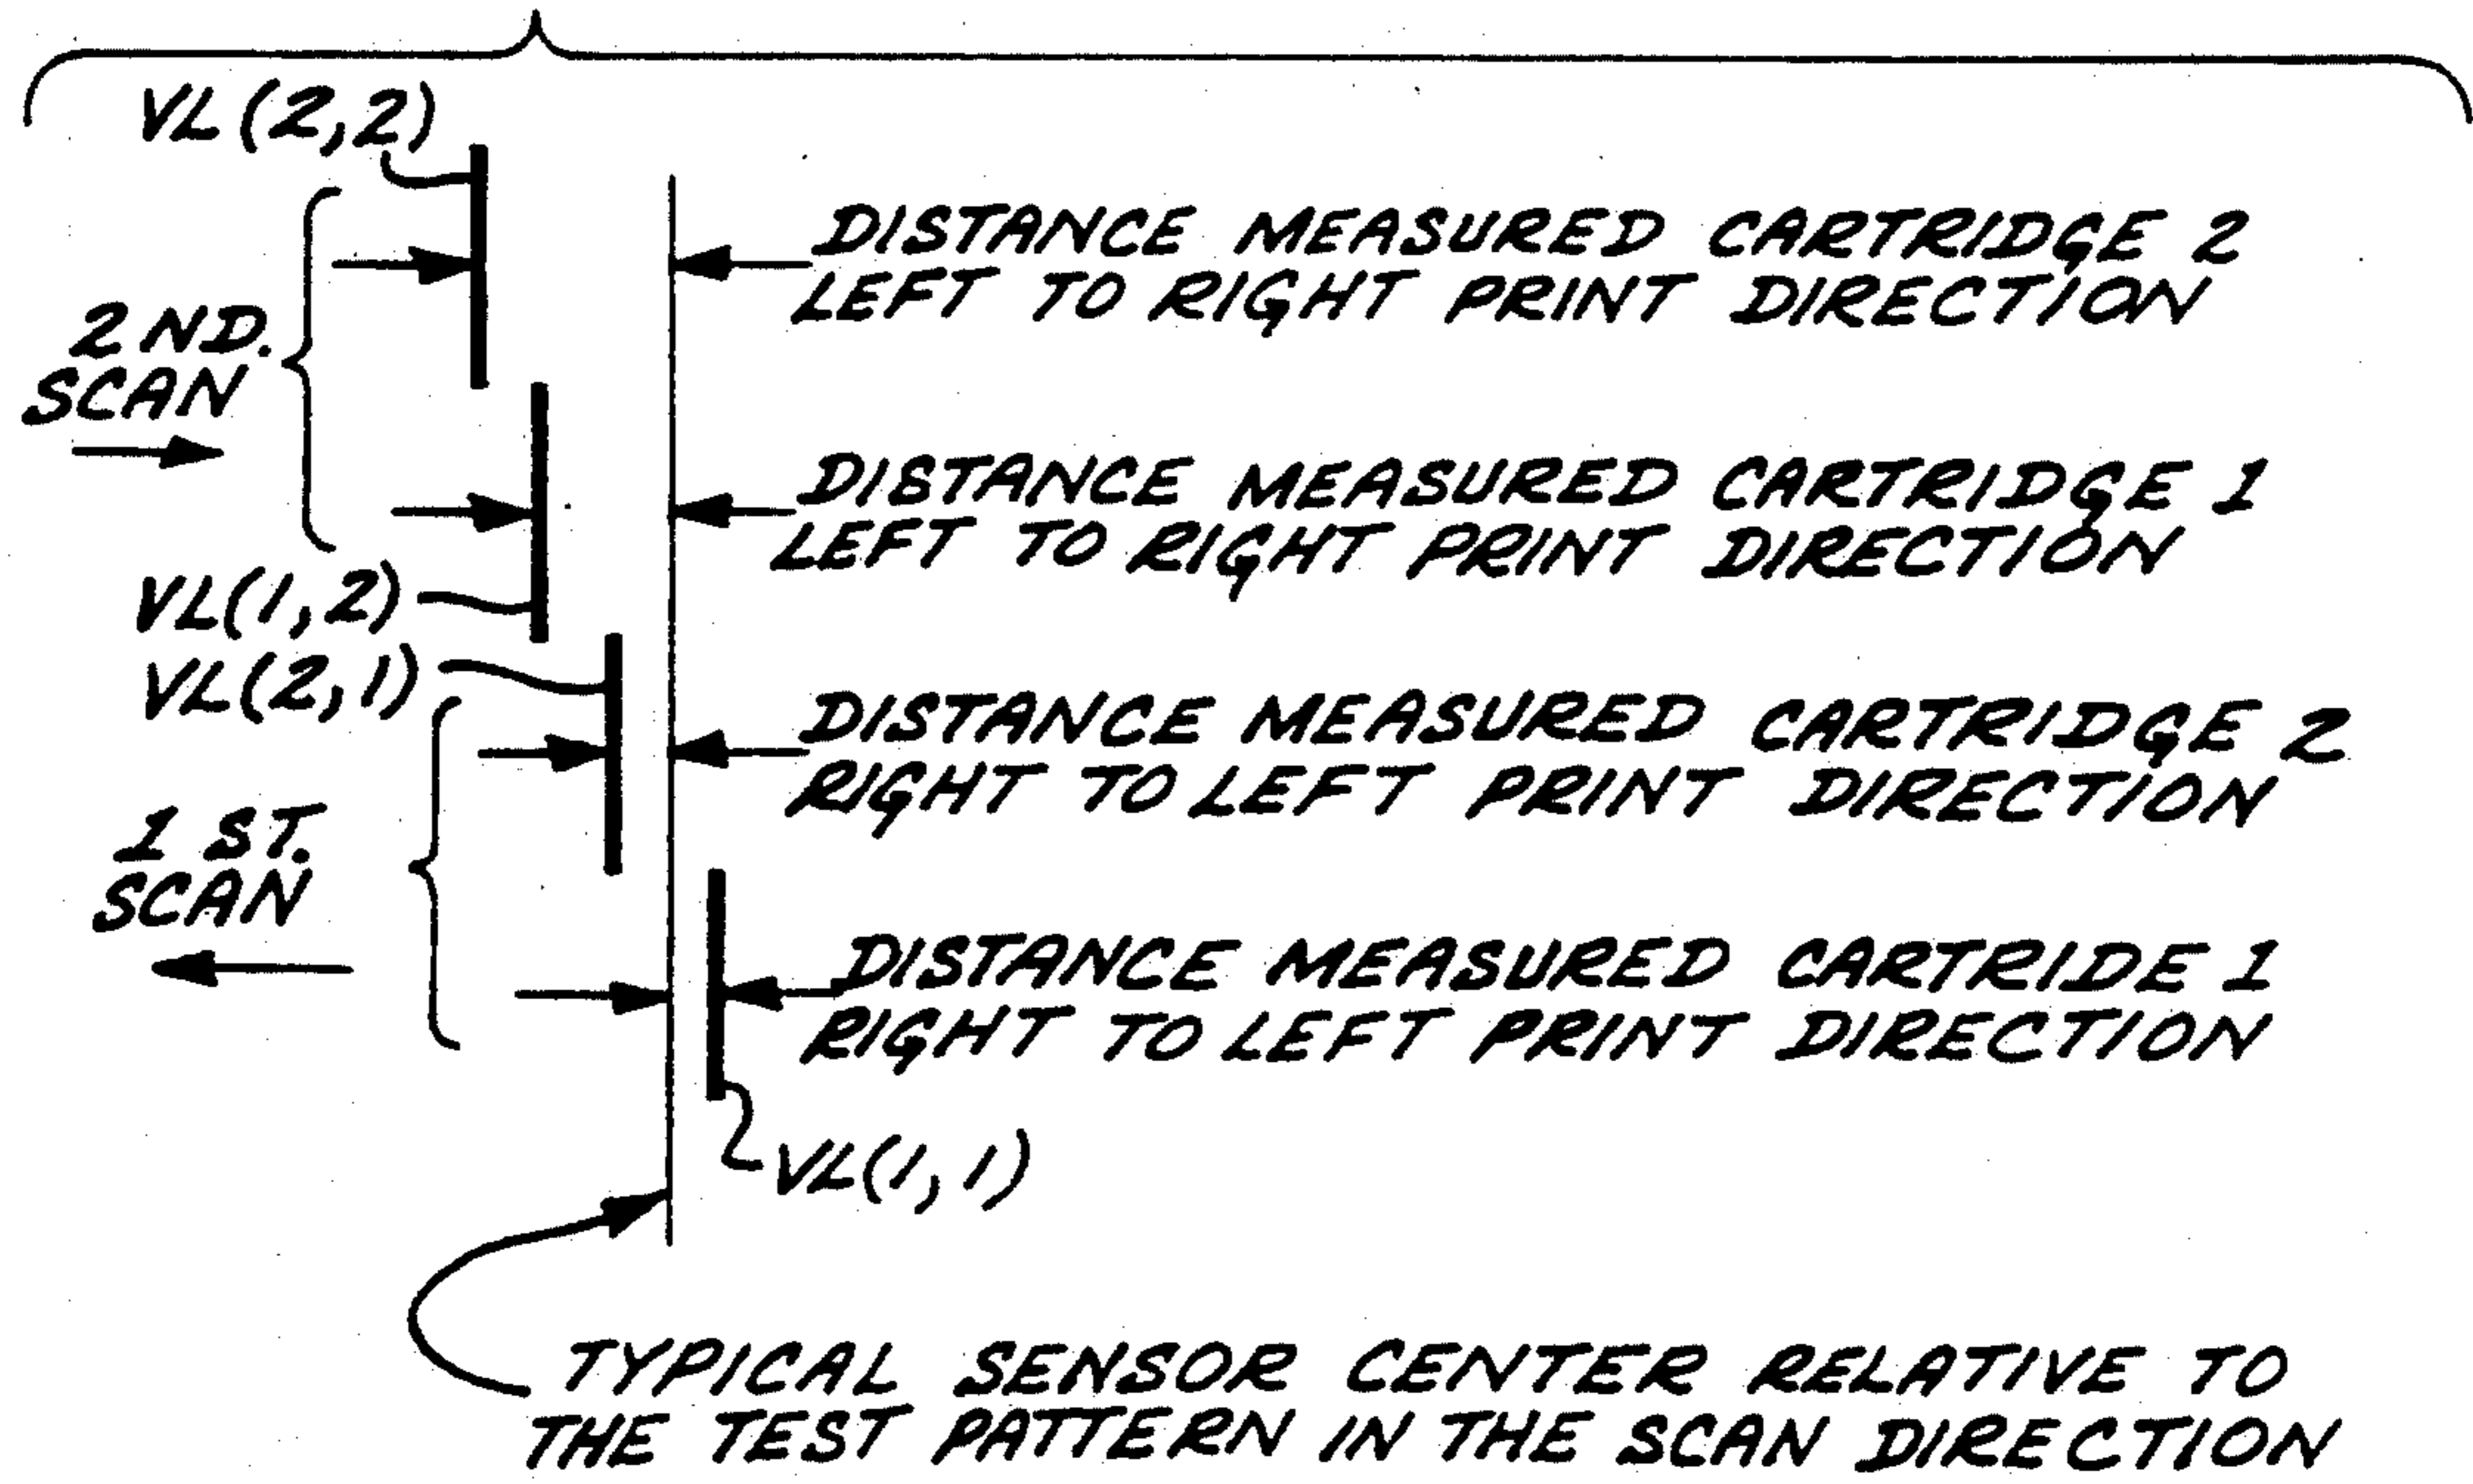 VL(2,2)
DISTANCE MEASURED CARTRIDGE 2
LEFT TO RIGHT PRINT DIRECTION
2 ND.
SCAN
DISTANCE MEASURED CARTRIDGE 1
LEFT TO RIGHT PRINT DIRECTION
VL(1,2)
VL(2,1)
DISTANCE MEASURED CARTRIDGE 2
RIGHT TO LEFT PRINT DIRECTION
1 ST.
SCAN
DISTANCE MEASURED CARTRIDE 1
RIGHT TO LEFT PRINT DIRECTION
VL(1,1)
TYPICAL SENSOR CENTER RELATIVE TO
THE TEST PATTERN IN THE SCAN DIRECTION